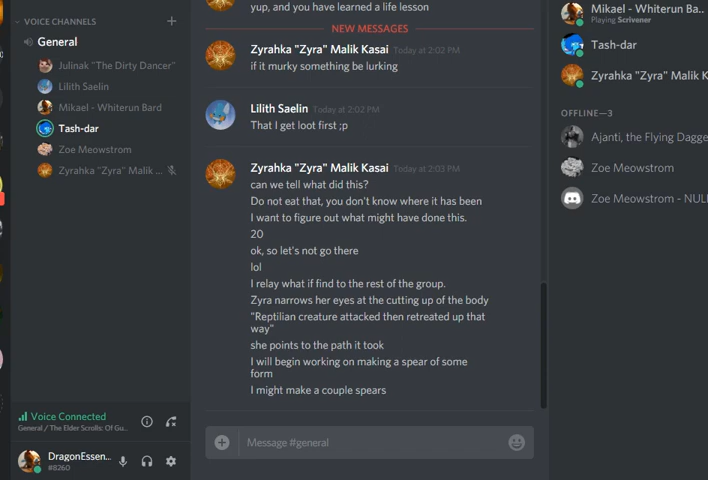 VOICE CHANNELS
General
Julinak "The Dirty Dancer"
Lilith Saelin
Mikael - Whiterun Bard
Tash-dar
Zoe Meowstrom
Zyrahka "Zyra" Malik ...
Voice Connected
General / The Elder Scrolls: Of Gu...
DragonEssen...
#8260
yup, and you have learned a life lesson
NEW MESSAGES
Zyrahka "Zyra" Malik Kasai Today at 2:02 PM
if it murky something be lurking
Lilith Saelin Today at 2:02 PM
That I get loot first ;p
Zyrahka "Zyra" Malik Kasai Today at 2:03 PM
can we tell what did this?
Do not eat that, you don't know where it has been
I want to figure out what might have done this.
20
ok, so let's not go there
lol
I relay what if find to the rest of the group.
Zyra narrows her eyes at the cutting up of the body
"Reptilian creature attacked then retreated up that
way"
she points to the path it took
I will begin working on making a spear of some
form
I might make a couple spears
Message #general
Mikael - Whiterun Ba...
Playing Scrivener
Tash-dar
Zyrahka "Zyra" Malik K
OFFLINE—3
Ajanti, the Flying Dagge
Zoe Meowstrom
Zoe Meowstrom - NUL